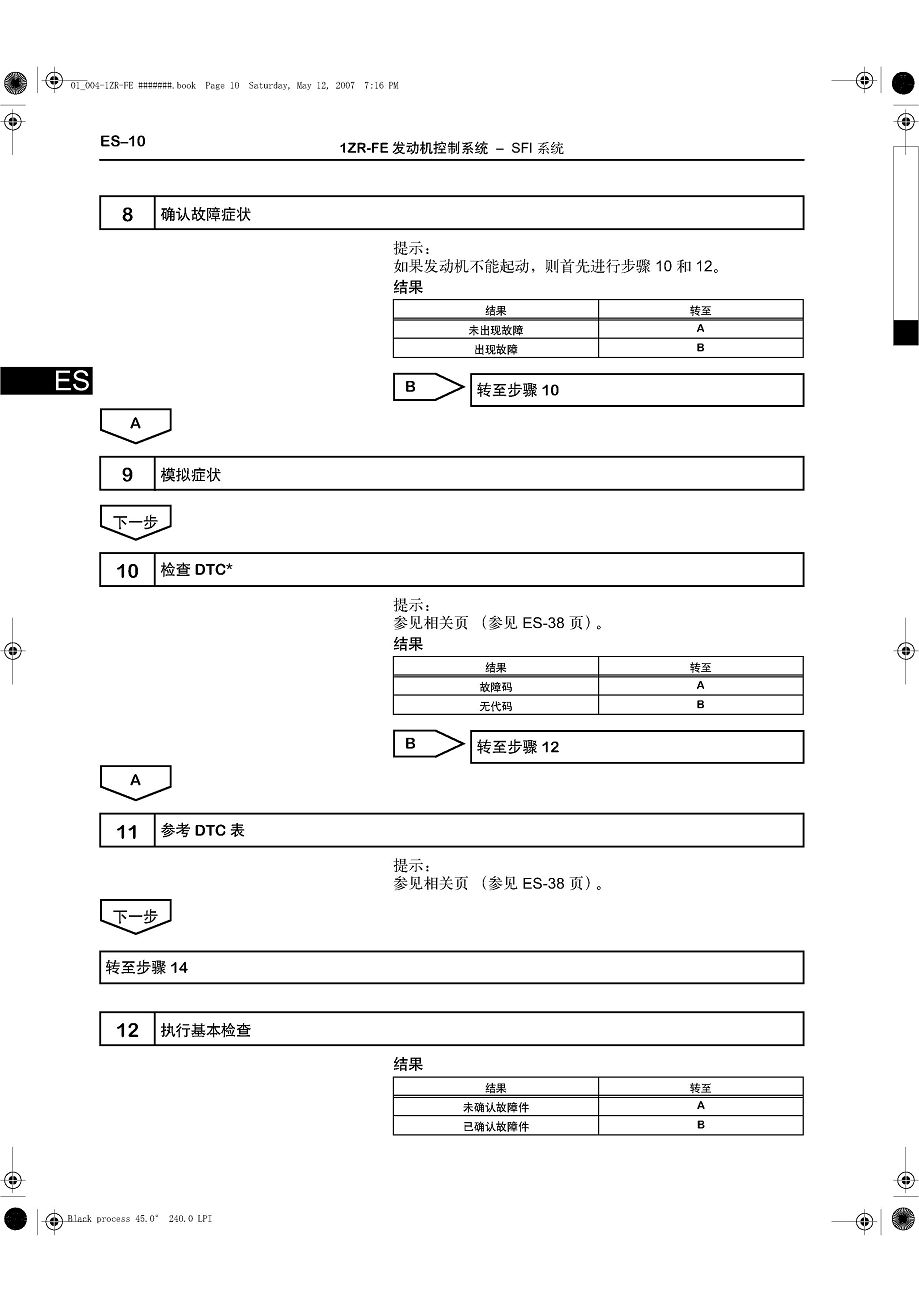 01_004-1ZR-FE #######.book Page 10 Saturday, May 12, 2007 7:16 PM
ES–10
1ZR-FE 发动机控制系统 – SFI 系统
8 确认故障症状
提示：
如果发动机不能起动，则首先进行步骤 10 和 12。
结果
结果 转至
未出现故障 A
出现故障 B
B 转至步骤 10
ES
A
9 模拟症状
下一步
10 检查 DTC*
提示：
参见相关页 （参见 ES-38 页）。
结果
结果 转至
故障码 A
无代码 B
B 转至步骤 12
A
11 参考 DTC 表
提示：
参见相关页 （参见 ES-38 页）。
下一步
转至步骤 14
12 执行基本检查
结果
结果 转至
未确认故障件 A
已确认故障件 B
Black process 45.0° 240.0 LPI